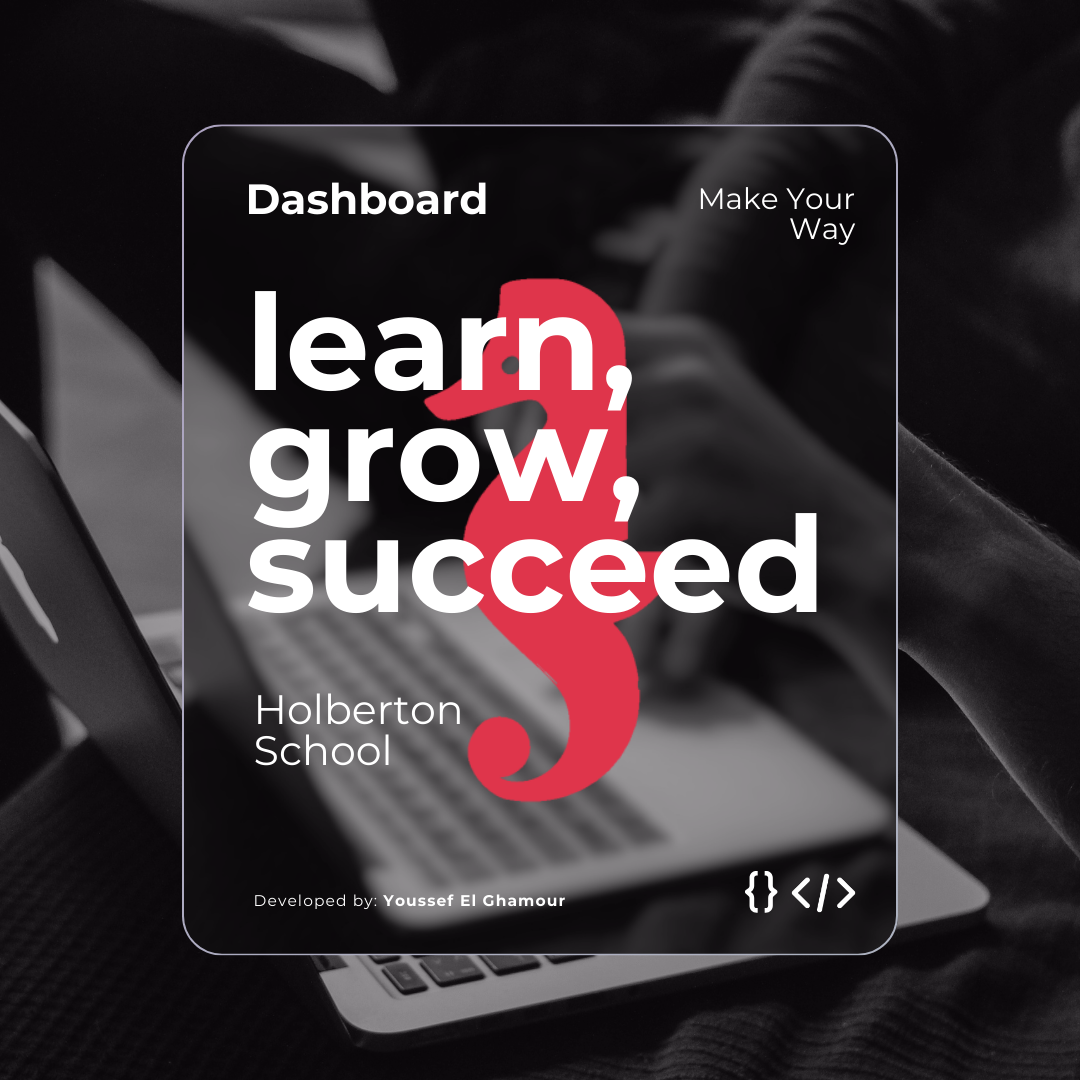 Dashboard
Make Your
Way
learn,
grow,
succeed
Holberton
School
Developed by: Youssef El Ghamour
{} </>